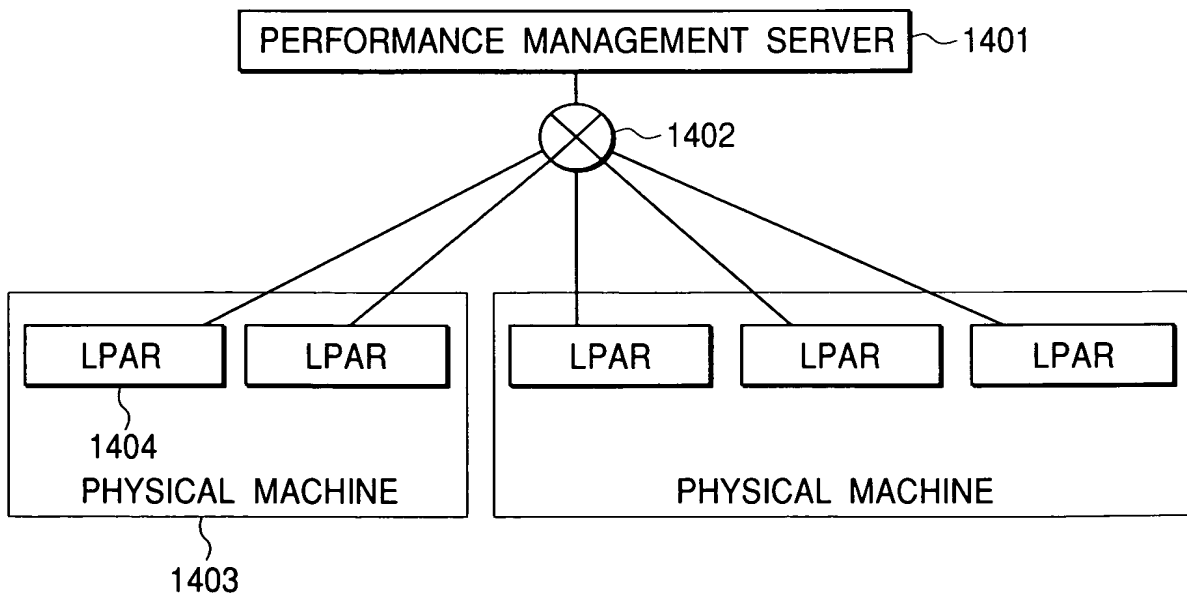 PERFORMANCE MANAGEMENT SERVER
1401
1402
LPAR
LPAR
LPAR
LPAR
LPAR
1404
PHYSICAL MACHINE
PHYSICAL MACHINE
1403